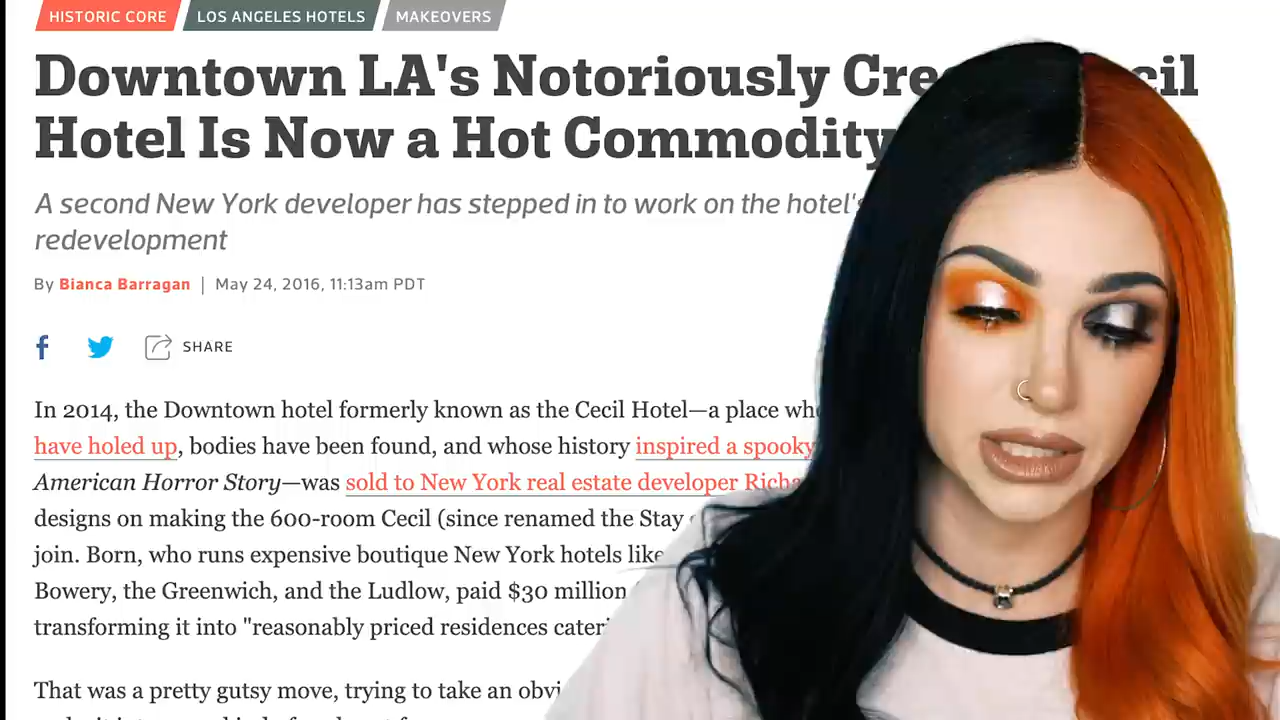 HISTORIC CORE LOS ANGELES HOTELS MAKEOVERS
Downtown LA's Notoriously
Hotel Is Now a Hot Commodity
A second New York developer has stepped in to work on the hotel's
redevelopment
By Bianca Barragan | May 24, 2016, 11:13am PDT
SHARE
In 2014, the Downtown hotel formerly known as the Cecil Hotel—a place
have holed up, bodies have been found, and whose history inspired a spooky
American Horror Story—was sold to New York real estate developer
designs on making the 600-room Cecil (since renamed the Stay
join. Born, who runs expensive boutique New York hotels like
Bowery, the Greenwich, and the Ludlow, paid $30 million
transforming it into "reasonably priced residences
That was a pretty gutsy move, trying to take an